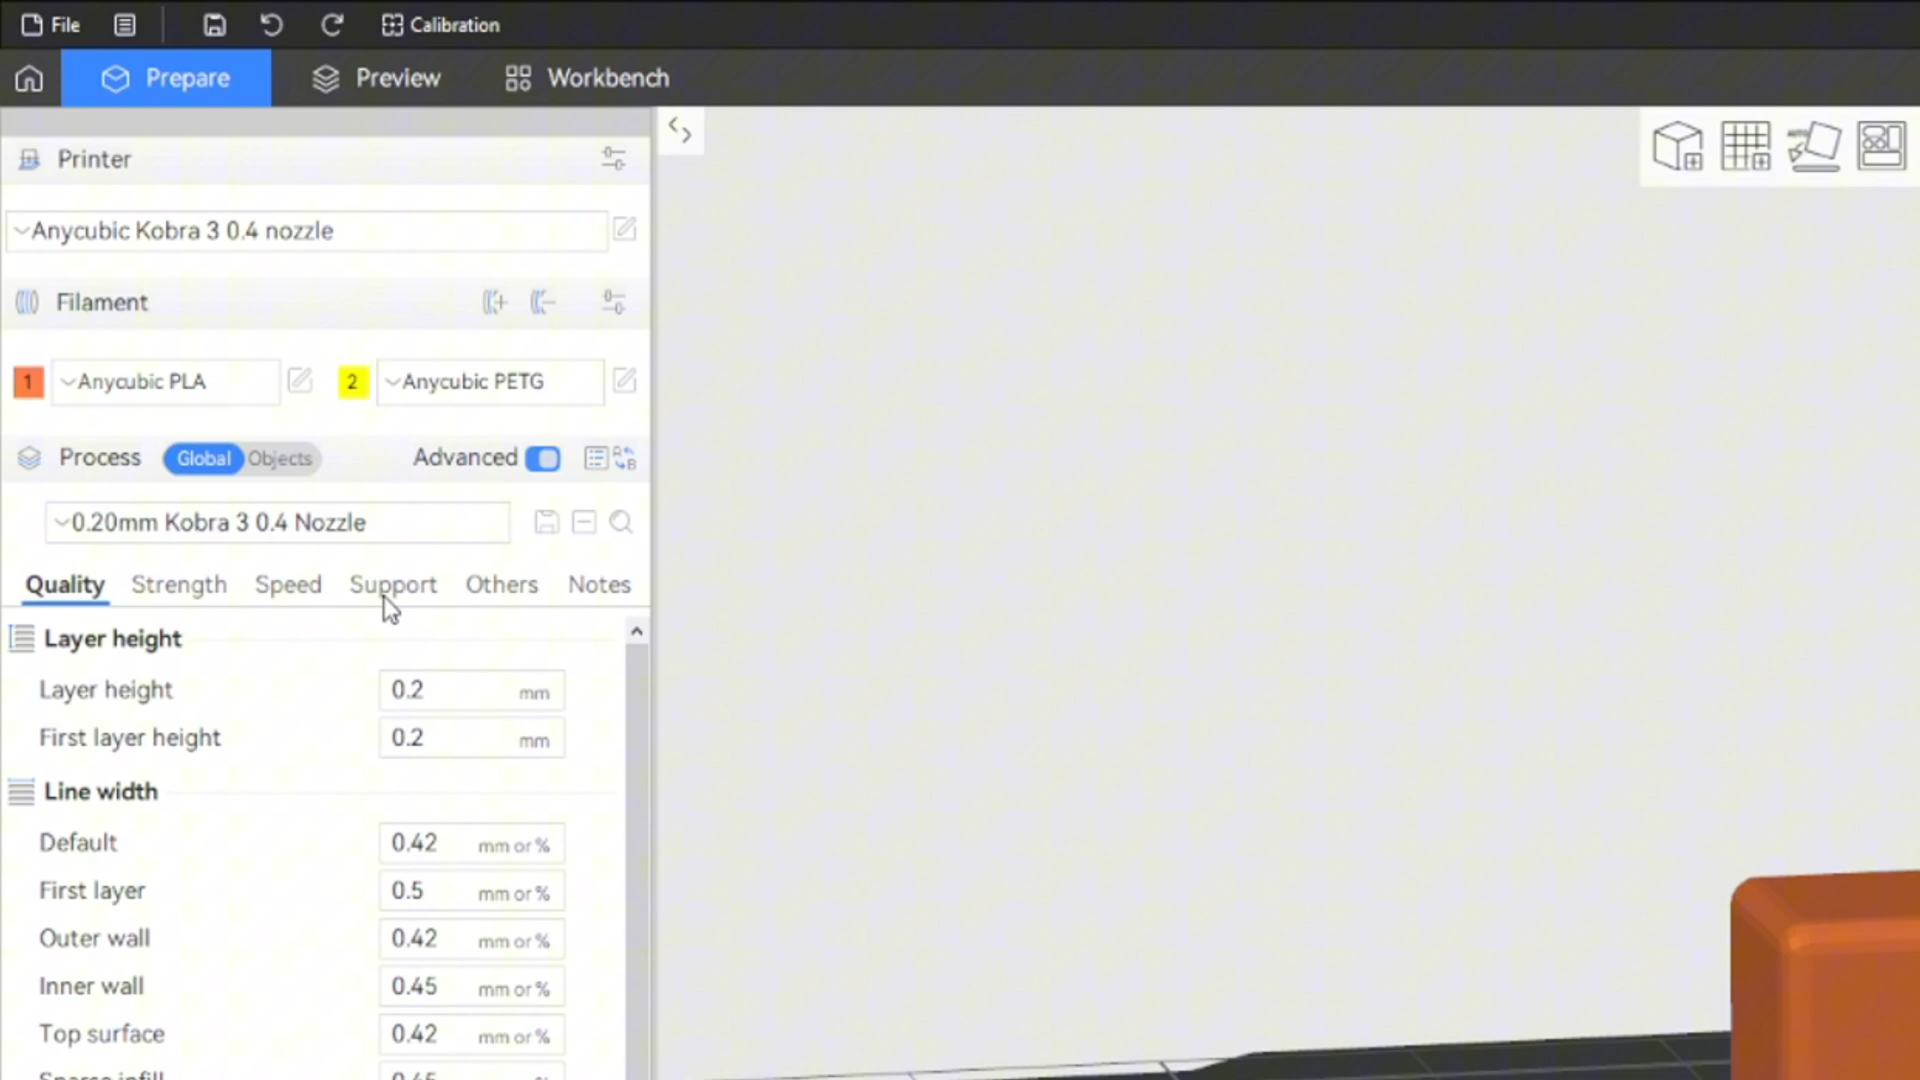 File
Calibration
Prepare
Preview
Workbench
Printer
Anycubic Kobra 3 0.4 nozzle
Filament
1
Anycubic PLA
2
Anycubic PETG
Process
Global
Objects
Advanced
0.20mm Kobra 3 0.4 Nozzle
Quality Strength Speed Support Others Notes
Layer height
Layer height 0.2 mm
First layer height 0.2 mm
Line width
Default 0.42 mm or %
First layer 0.5 mm or %
Outer wall 0.42 mm or %
Inner wall 0.45 mm or %
Top surface 0.42 mm or %
Sparse infill 0.45 %